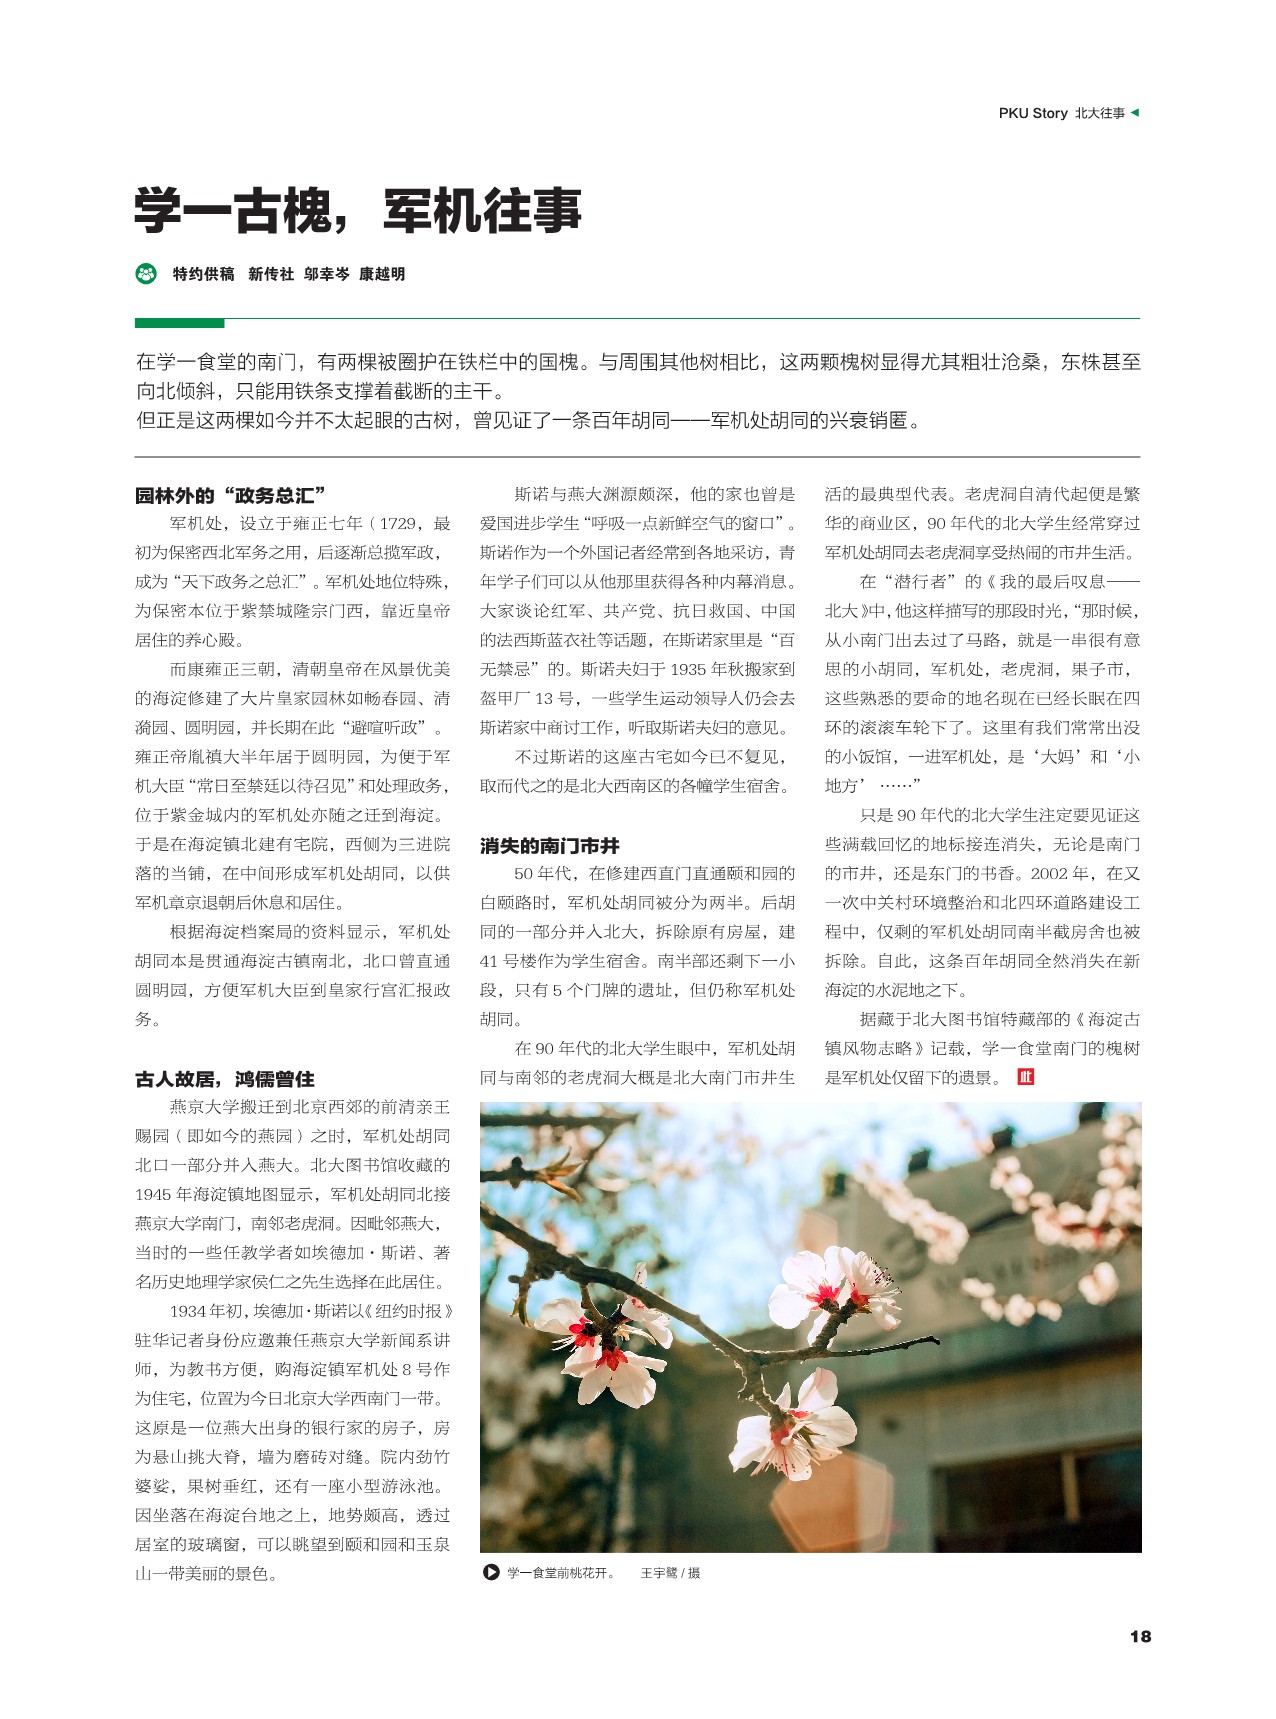 PKU Story 北大往事
学一古槐，军机往事
特约供稿 新传社 邬幸岑 康越明
在学一食堂的南门，有两棵被圈护在铁栏中的国槐。与周围其他树相比，这两颗槐树显得尤其粗壮沧桑，东株甚至
向北倾斜，只能用铁条支撑着截断的主干。
但正是这两棵如今并不太起眼的古树，曾见证了一条百年胡同——军机处胡同的兴衰销匿。
园林外的“政务总汇”
军机处，设立于雍正七年（1729，最
初为保密西北军务之用，后逐渐总揽军政，
成为“天下政务之总汇”。军机处地位特殊，
为保密本位于紫禁城隆宗门西，靠近皇帝
居住的养心殿。
而康雍正三朝，清朝皇帝在风景优美
的海淀修建了大片皇家园林如畅春园、清
漪园、圆明园，并长期在此“避喧听政”。
雍正帝胤禛大半年居于圆明园，为便于军
机大臣“常日至禁廷以待召见”和处理政务，
位于紫金城内的军机处亦随之迁到海淀。
于是在海淀镇北建有宅院，西侧为三进院
落的当铺，在中间形成军机处胡同，以供
军机章京退朝后休息和居住。
根据海淀档案局的资料显示，军机处
胡同本是贯通海淀古镇南北，北口曾直通
圆明园，方便军机大臣到皇家行宫汇报政
务。
古人故居，鸿儒曾住
燕京大学搬迁到北京西郊的前清亲王
赐园（即如今的燕园）之时，军机处胡同
北口一部分并入燕大。北大图书馆收藏的
1945 年海淀镇地图显示，军机处胡同北接
燕京大学南门，南邻老虎洞。因毗邻燕大，
当时的一些任教学者如埃德加·斯诺、著
名历史地理学家侯仁之先生选择在此居住。
1934 年初，埃德加·斯诺以《纽约时报》
驻华记者身份应邀兼任燕京大学新闻系讲
师，为教书方便，购海淀镇军机处 8 号作
为住宅，位置为今日北京大学西南门一带。
这原是一位燕大出身的银行家的房子，房
为悬山挑大脊，墙为磨砖对缝。院内劲竹
婆娑，果树垂红，还有一座小型游泳池。
因坐落在海淀台地之上，地势颇高，透过
居室的玻璃窗，可以眺望到颐和园和玉泉
山一带美丽的景色。
斯诺与燕大渊源颇深，他的家也曾是
爱国进步学生“呼吸一点新鲜空气的窗口”。
斯诺作为一个外国记者经常到各地采访，青
年学子们可以从他那里获得各种内幕消息。
大家谈论红军、共产党、抗日救国、中国
的法西斯蓝衣社等话题，在斯诺家里是“百
无禁忌”的。斯诺夫妇于 1935 年秋搬家到
盔甲厂 13 号，一些学生运动领导人仍会去
斯诺家中商讨工作，听取斯诺夫妇的意见。
不过斯诺的这座古宅如今已不复见，
取而代之的是北大西南区的各幢学生宿舍。
消失的南门市井
50 年代，在修建西直门直通颐和园的
白颐路时，军机处胡同被分为两半。后胡
同的一部分并入北大，拆除原有房屋，建
41 号楼作为学生宿舍。南半部还剩下一小
段，只有 5 个门牌的遗址，但仍称军机处
胡同。
在 90 年代的北大学生眼中，军机处胡
同与南邻的老虎洞大概是北大南门市井生
活的最典型代表。老虎洞自清代起便是繁
华的商业区，90 年代的北大学生经常穿过
军机处胡同去老虎洞享受热闹的市井生活。
在“潜行者”的《我的最后叹息——
北大》中，他这样描写的那段时光，“那时候，
从小南门出去过了马路，就是一串很有意
思的小胡同，军机处，老虎洞，果子市，
这些熟悉的要命的地名现在已经长眠在四
环的滚滚车轮下了。这里有我们常常出没
的小饭馆，一进军机处，是‘大妈’和‘小
地方’……”
只是 90 年代的北大学生注定要见证这
些满载回忆的地标接连消失，无论是南门
的市井，还是东门的书香。2002 年，在又
一次中关村环境整治和北四环道路建设工
程中，仅剩的军机处胡同南半截房舍也被
拆除。自此，这条百年胡同全然消失在新
海淀的水泥地之下。
据藏于北大图书馆特藏部的《海淀古
镇风物志略》记载，学一食堂南门的槐树
是军机处仅留下的遗景。
学一食堂前桃花开。 王宇鹭 / 摄
18